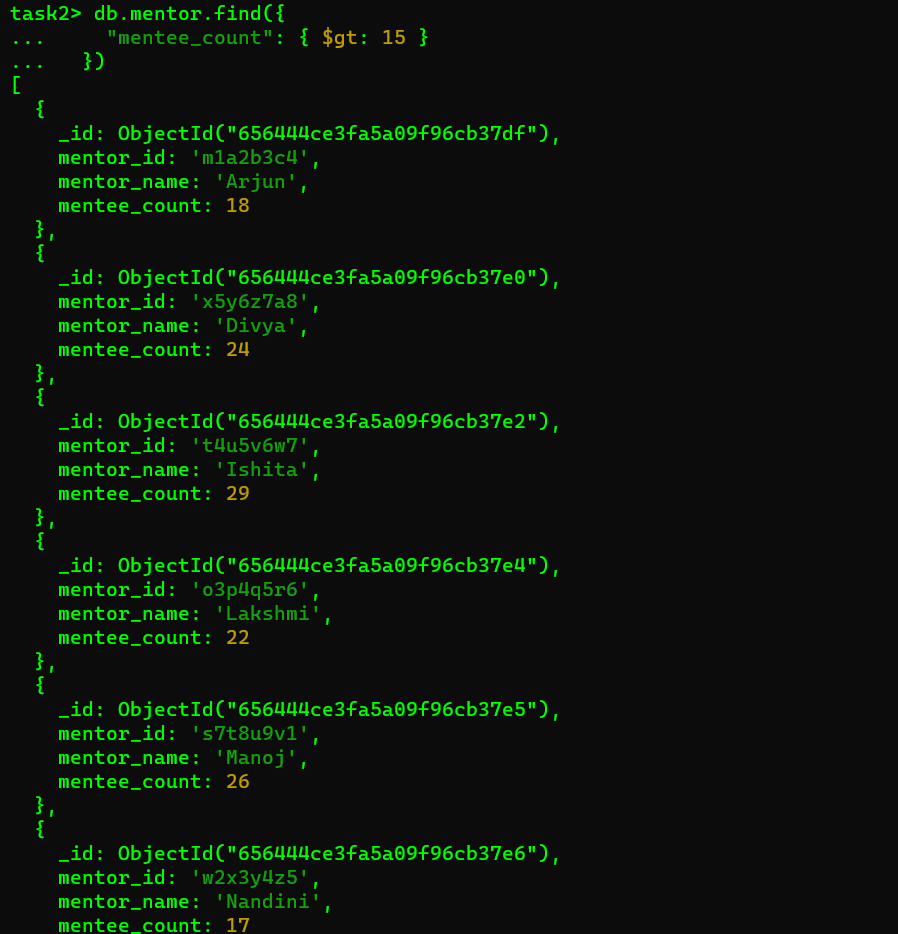 task2> db.mentor.find({
...     "mentee_count": { $gt: 15 }
...   })
[
  {
    _id: ObjectId("656444ce3fa5a09f96cb37df"),
    mentor_id: 'm1a2b3c4',
    mentor_name: 'Arjun',
    mentee_count: 18
  },
  {
    _id: ObjectId("656444ce3fa5a09f96cb37e0"),
    mentor_id: 'x5y6z7a8',
    mentor_name: 'Divya',
    mentee_count: 24
  },
  {
    _id: ObjectId("656444ce3fa5a09f96cb37e2"),
    mentor_id: 't4u5v6w7',
    mentor_name: 'Ishita',
    mentee_count: 29
  },
  {
    _id: ObjectId("656444ce3fa5a09f96cb37e4"),
    mentor_id: 'o3p4q5r6',
    mentor_name: 'Lakshmi',
    mentee_count: 22
  },
  {
    _id: ObjectId("656444ce3fa5a09f96cb37e5"),
    mentor_id: 's7t8u9v1',
    mentor_name: 'Manoj',
    mentee_count: 26
  },
  {
    _id: ObjectId("656444ce3fa5a09f96cb37e6"),
    mentor_id: 'w2x3y4z5',
    mentor_name: 'Nandini',
    mentee_count: 17